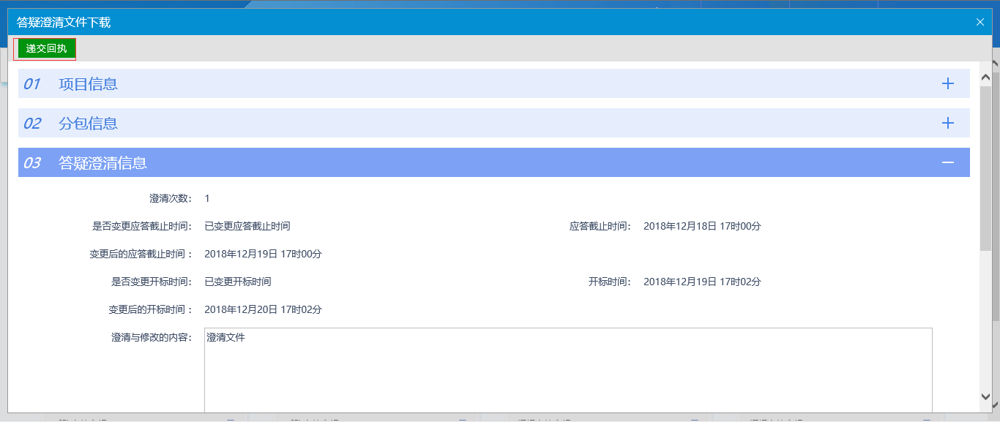 答疑澄清文件下载
递交回执
01 项目信息
02 分包信息
03 答疑澄清信息
澄清次数: 1
是否变更应答截止时间: 已变更应答截止时间 应答截止时间: 2018年12月18日 17时00分
变更后的应答截止时间: 2018年12月19日 17时00分
是否变更开标时间: 已变更开标时间 开标时间: 2018年12月19日 17时02分
变更后的开标时间: 2018年12月20日 17时02分
澄清与修改的内容: 澄清文件